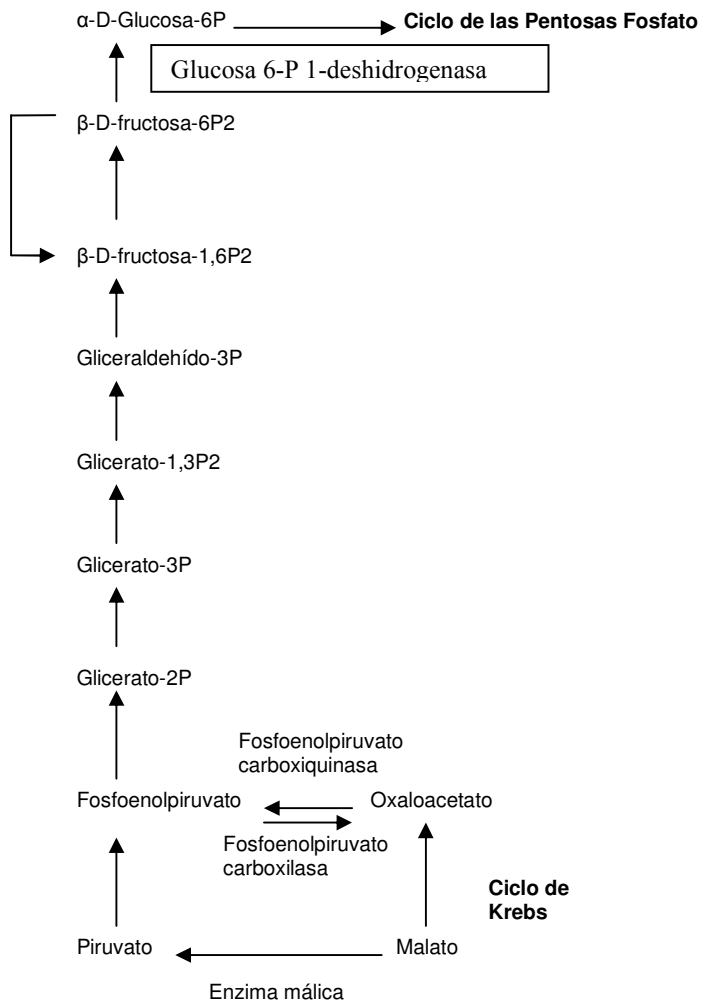 α-D-Glucosa-6P Ciclo de las Pentosas Fosfato
Glucosa 6-P 1-deshidrogenasa
β-D-fructosa-6P2
β-D-fructosa-1,6P2
Gliceraldehído-3P
Glicerato-1,3P2
Glicerato-3P
Glicerato-2P
Fosfoenolpiruvato
carboxiquinasa
Fosfoenolpiruvato Oxaloacetato
Fosfoenolpiruvato
carboxilasa
Ciclo de
Krebs
Piruvato Malato
Enzima málica